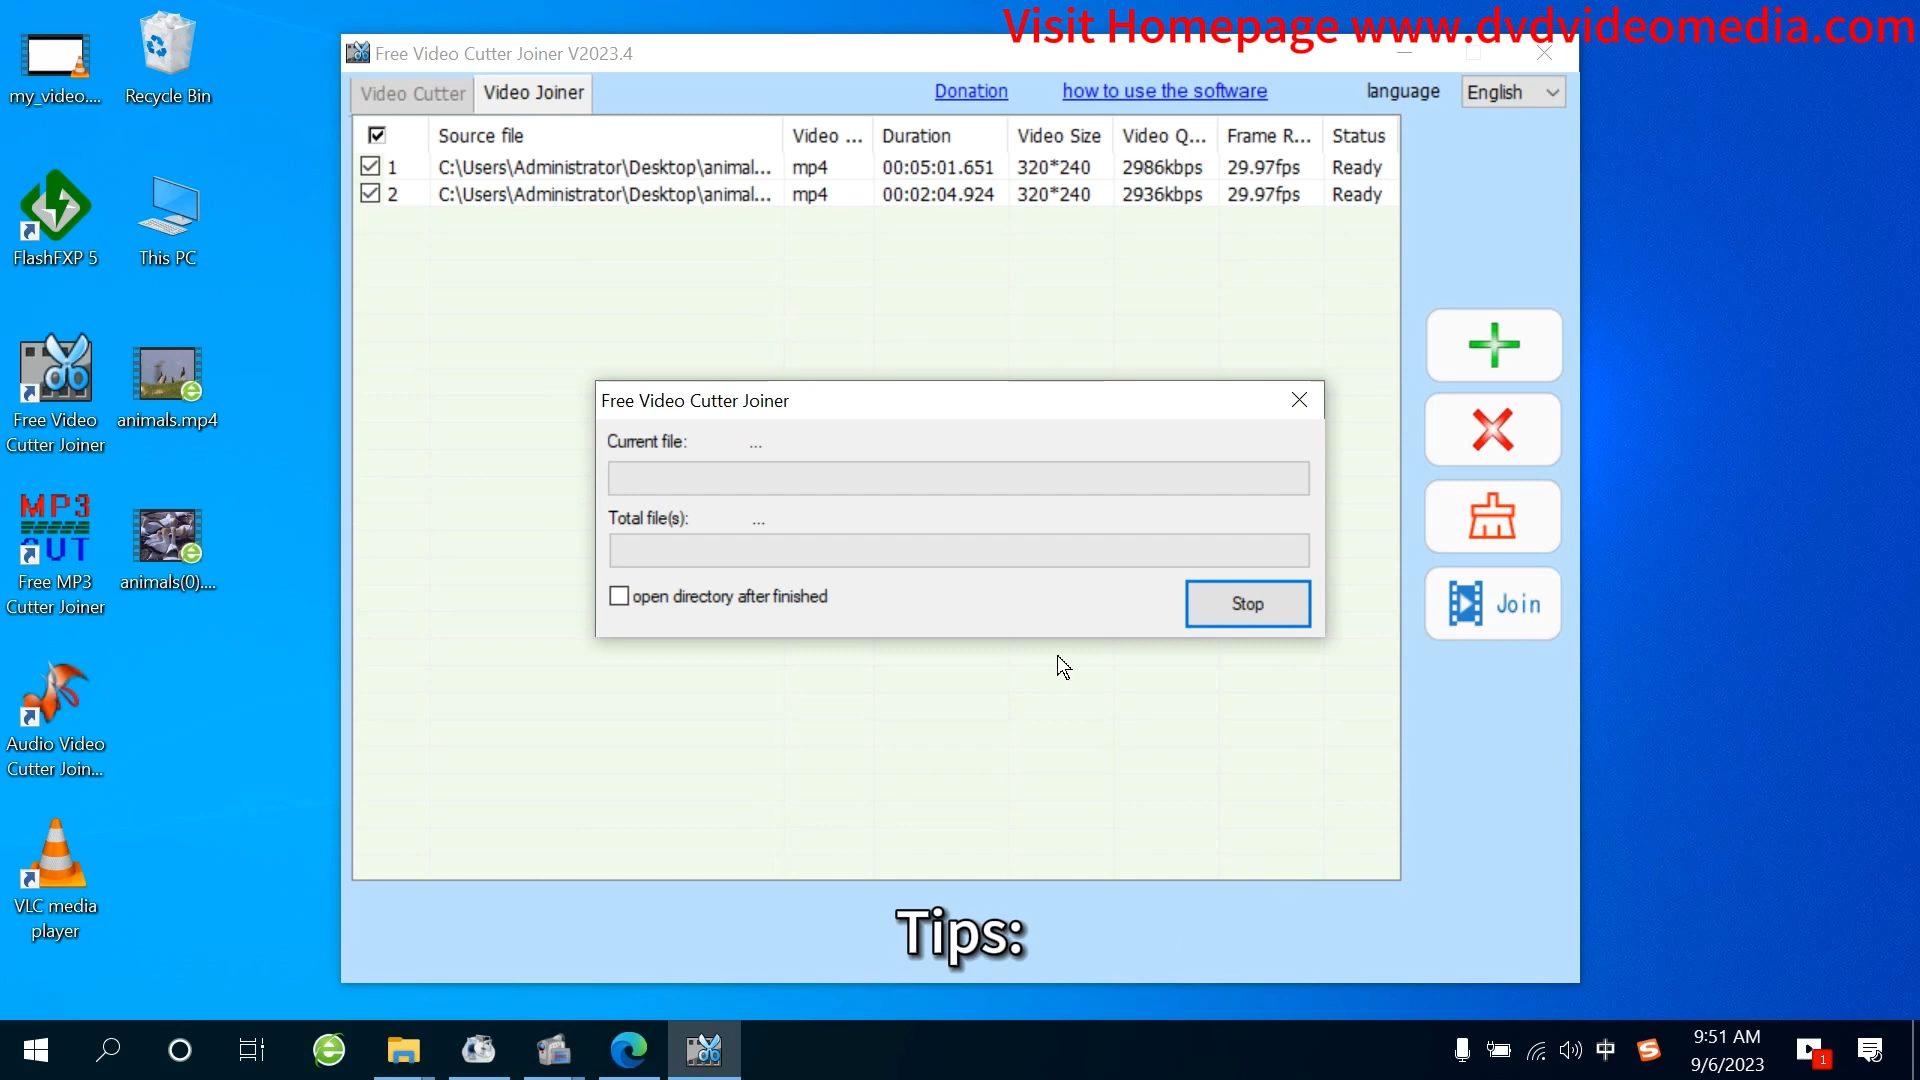 Visit Homepage www.dvdvideomedia.com
Free Video Cutter Joiner V2023.4
Video Cutter
Video Joiner
Donation
how to use the software
language
English
Source file
Video ...
Duration
Video Size
Video Q...
Frame R...
Status
1
C:\Users\Administrator\Desktop\animal...
mp4
00:05:01.651
320*240
2986kbps
29.97fps
Ready
2
C:\Users\Administrator\Desktop\animal...
mp4
00:02:04.924
320*240
2936kbps
29.97fps
Ready
Free Video Cutter Joiner
Current file:
...
Total file(s):
...
open directory after finished
Stop
Join
Tips:
my_video....
Recycle Bin
FlashFXP 5
This PC
Free Video
Cutter Joiner
animals.mp4
MP3
CUT
Free MP3
Cutter Joiner
animals(0)....
Audio Video
Cutter Join...
VLC media
player
中
S
9:51 AM
9/6/2023
1